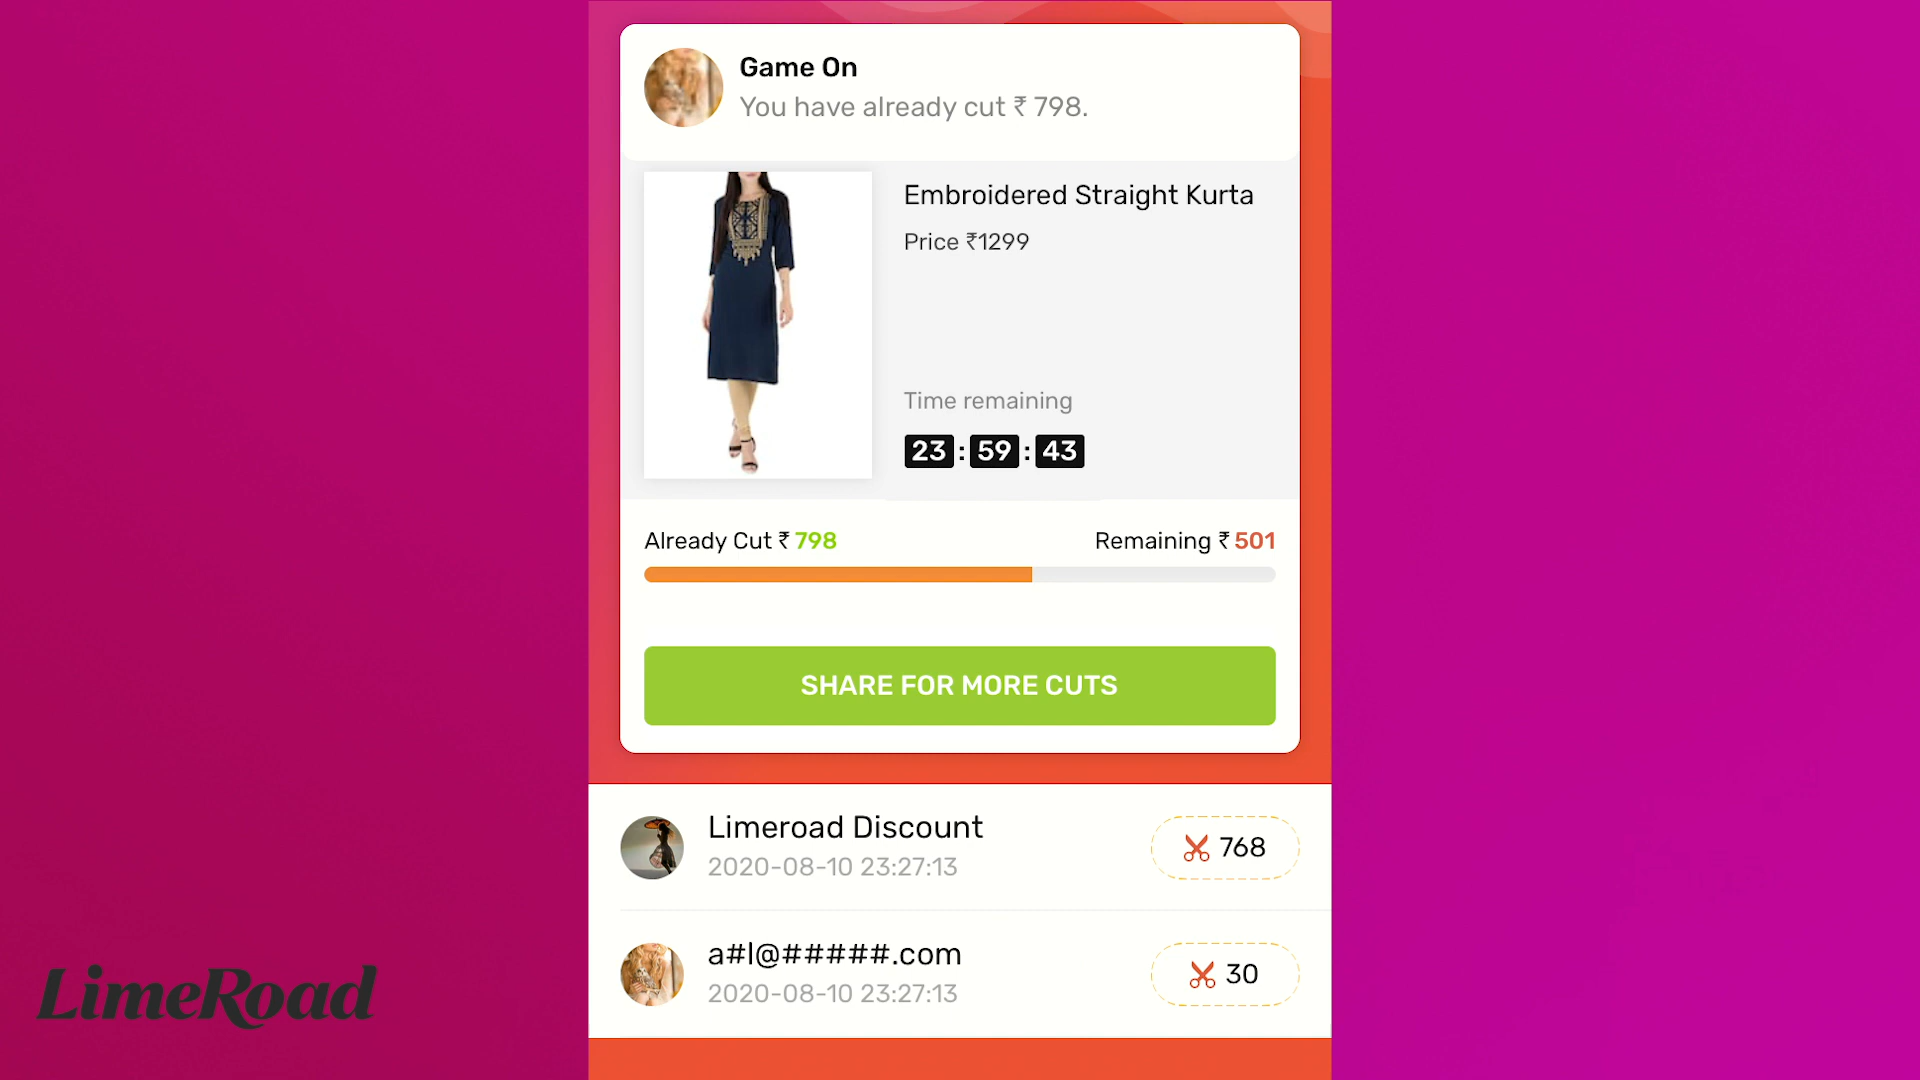 Game On
You have already cut ₹ 798.
Embroidered Straight Kurta
Price ₹1299
Time remaining
23 : 59 : 43
Already Cut ₹ 798
Remaining ₹ 501
SHARE FOR MORE CUTS
Limeroad Discount
768
2020-08-10 23:27:13
a#l@#####.com
30
2020-08-10 23:27:13
LimeRoad